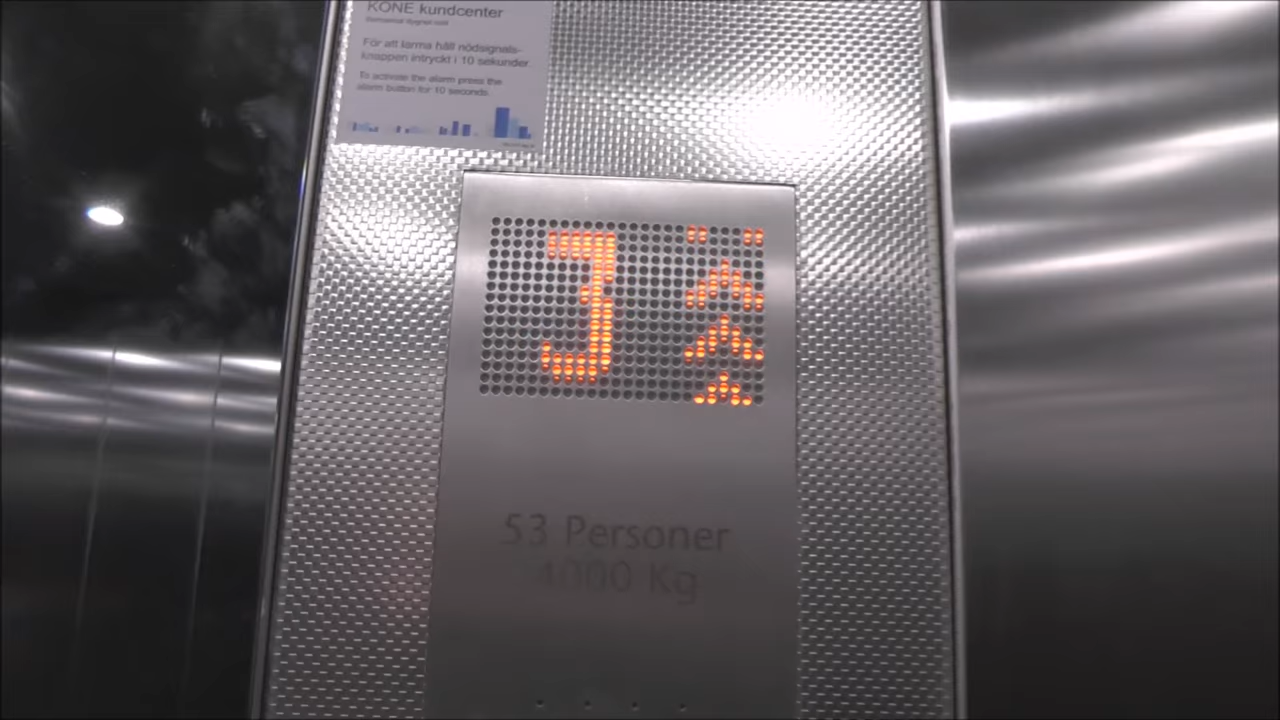 KONE kundcenter
För att larma håll nödsignals-
knappen intryckt i 10 sekunder
To activate the alarm press the
alarm button for 10 seconds.
3
53 Personer
4000 Kg